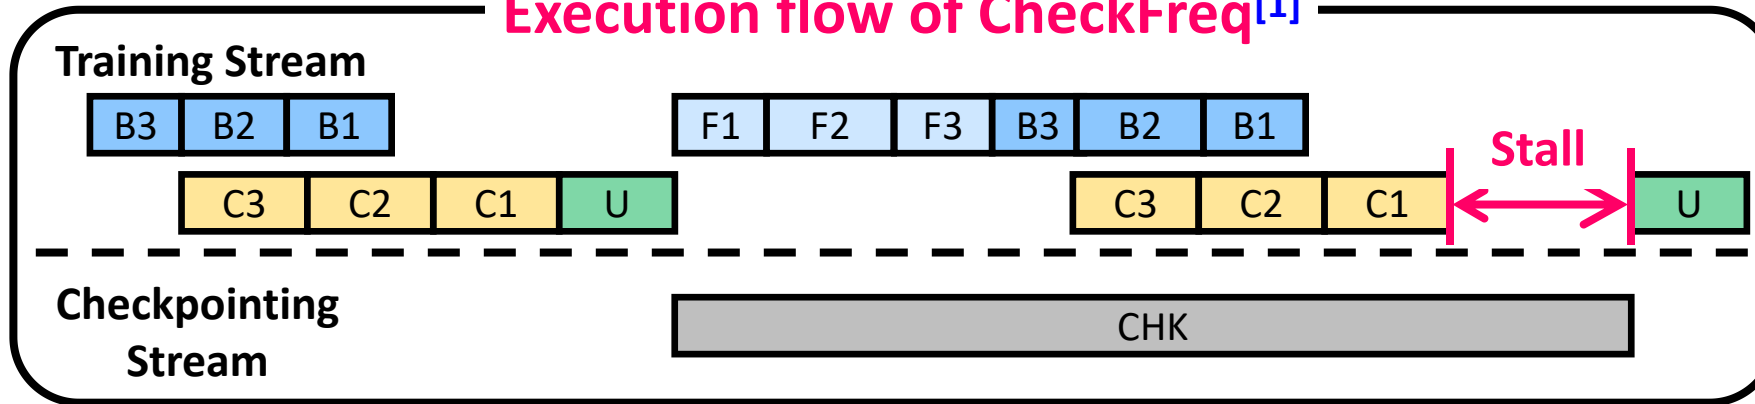 Execution flow of CheckFreq[1]
Training Stream
B3 B2 B1 F1 F2 F3 B3 B2 B1
Stall
C3 C2 C1 U C3 C2 C1 U
Checkpointing
Stream
CHK